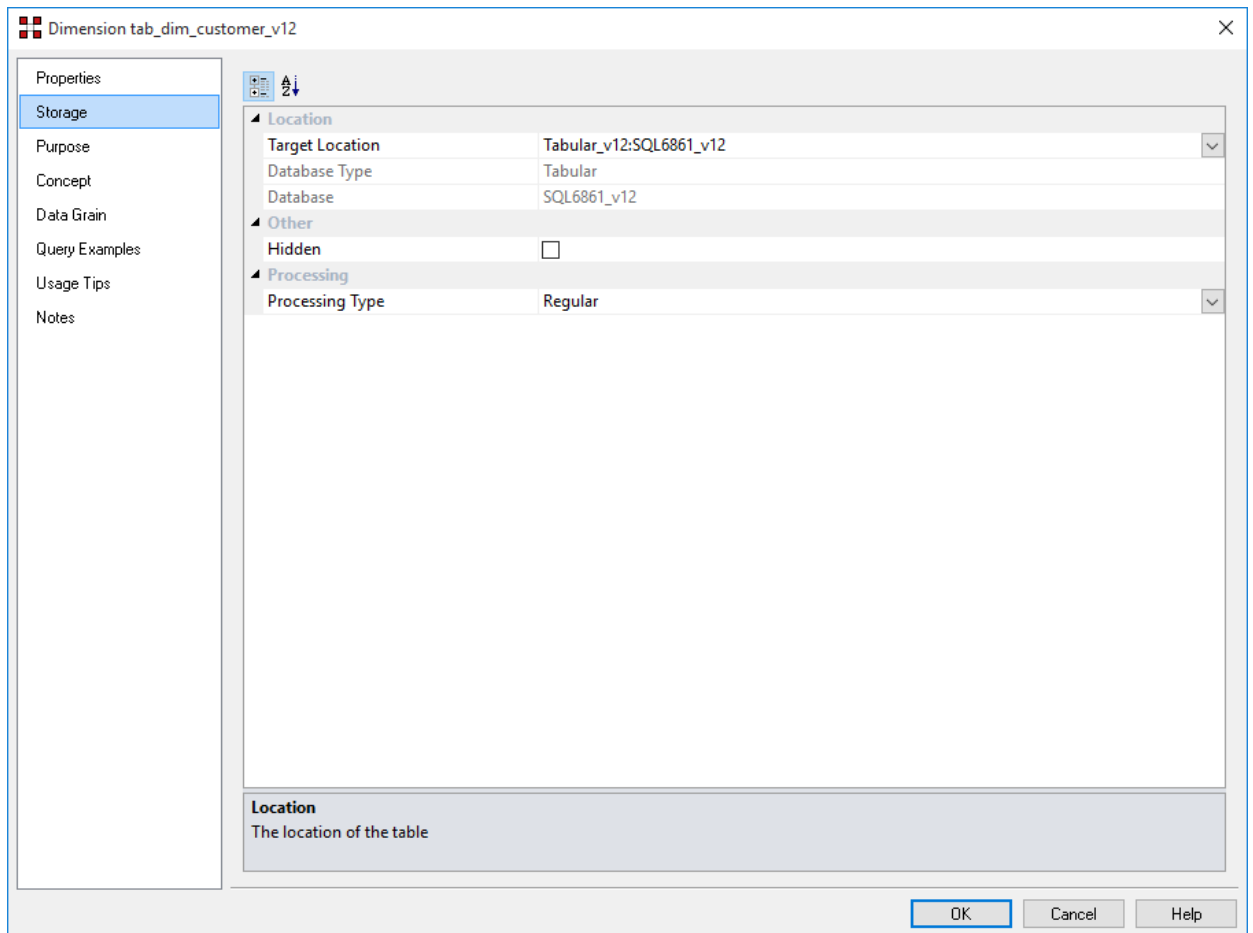 Dimension tab_dim_customer_v12
Properties
Storage
Purpose
Concept
Data Grain
Query Examples
Usage Tips
Notes
A
Z
Location
Target Location Tabular_v12:SQL6861_v12
Database Type Tabular
Database SQL6861_v12
Other
Hidden
Processing
Processing Type Regular
Location
The location of the table
OK Cancel Help